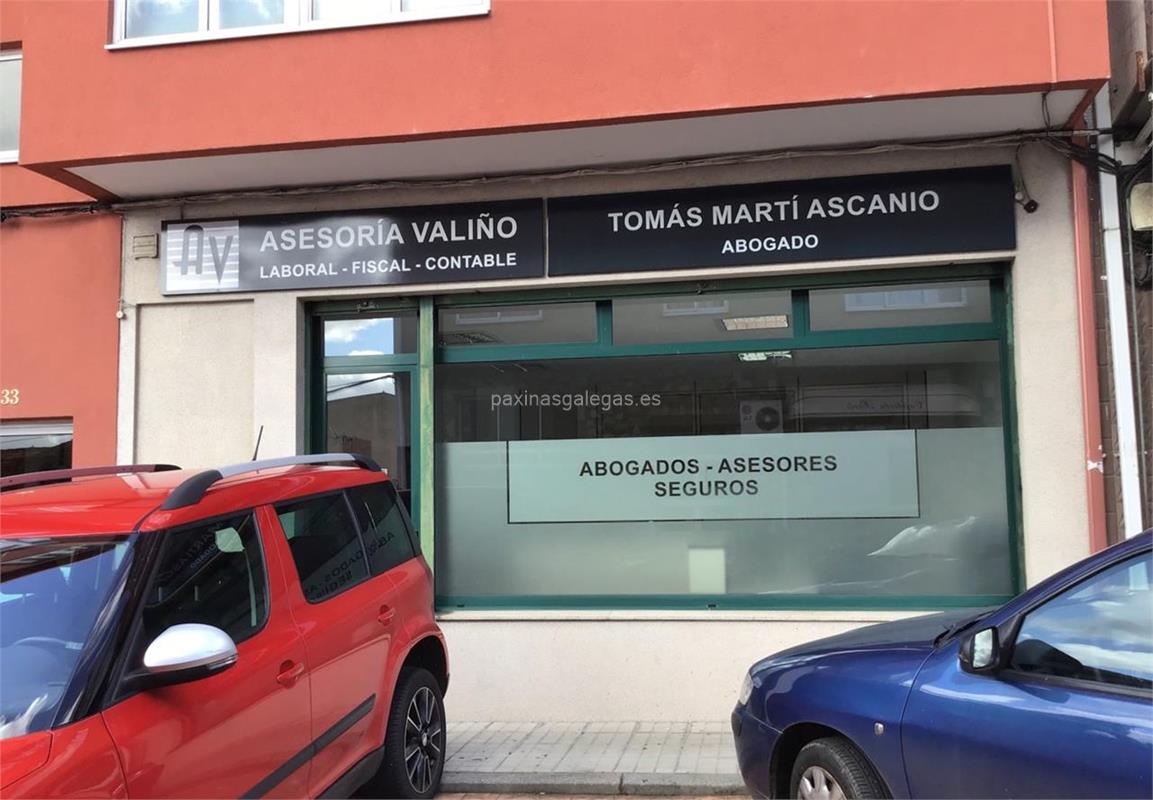 AV
ASESORÍA VALIÑO
LABORAL - FISCAL - CONTABLE
TOMÁS MARTÍ ASCANIO
ABOGADO
33
paxinasgalegas.es
ABOGADOS - ASESORES
SEGUROS